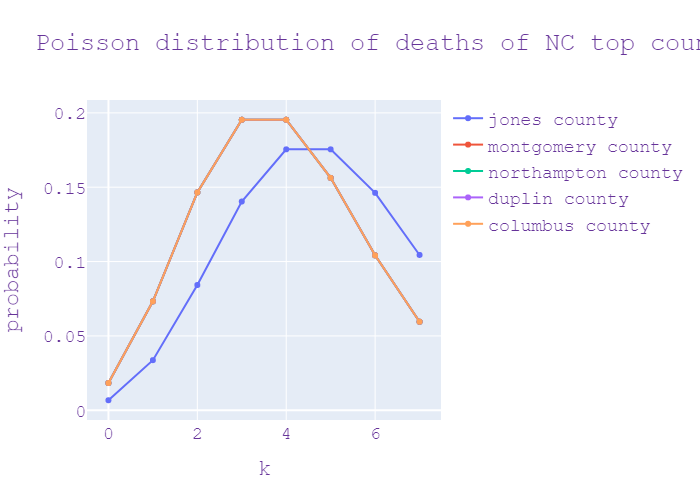 Poisson distribution of deaths of NC top
probability
0.2
0.15
0.1
0.05
0
0
2
4
6
k
jones county
montgomery county
northampton county
duplin county
columbus county